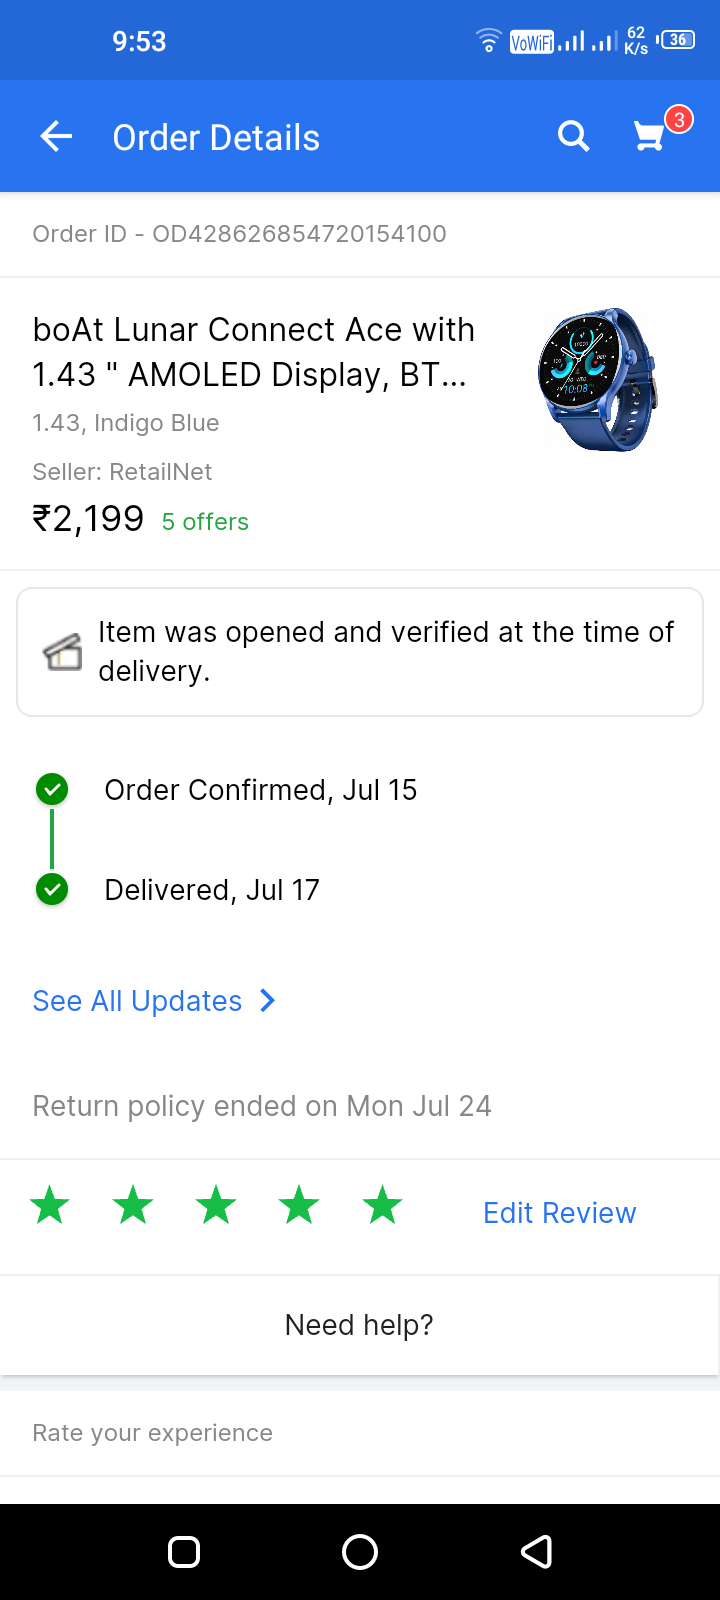 9:53
VoWiFi
62
K/s
36
Order Details
3
Order ID - OD428626854720154100
boAt Lunar Connect Ace with
1.43 " AMOLED Display, BT...
1.43, Indigo Blue
Seller: RetailNet
₹2,199 5 offers
Item was opened and verified at the time of
delivery.
Order Confirmed, Jul 15
Delivered, Jul 17
See All Updates
Return policy ended on Mon Jul 24
Edit Review
Need help?
Rate your experience